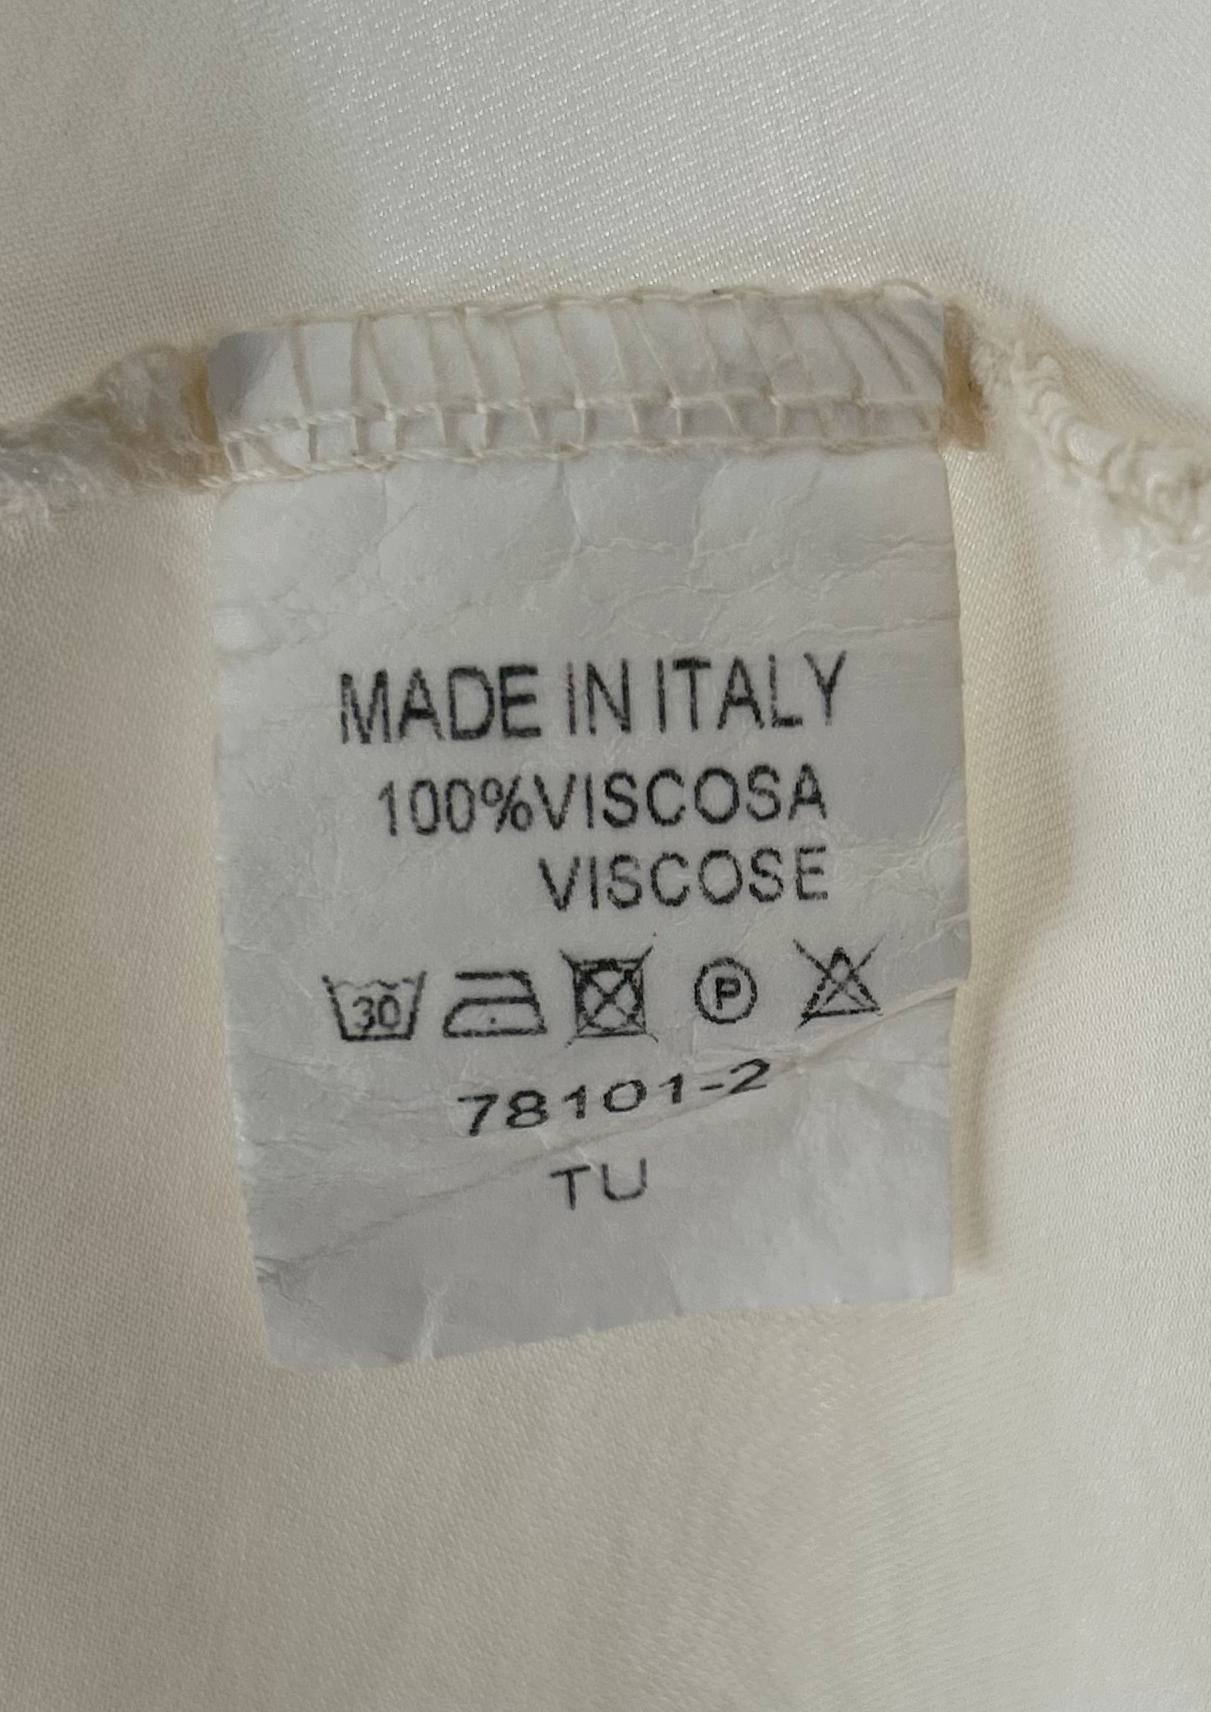 MADE IN ITALY
100%VISCOSA
VISCOSE
30 P
78101-2
TU